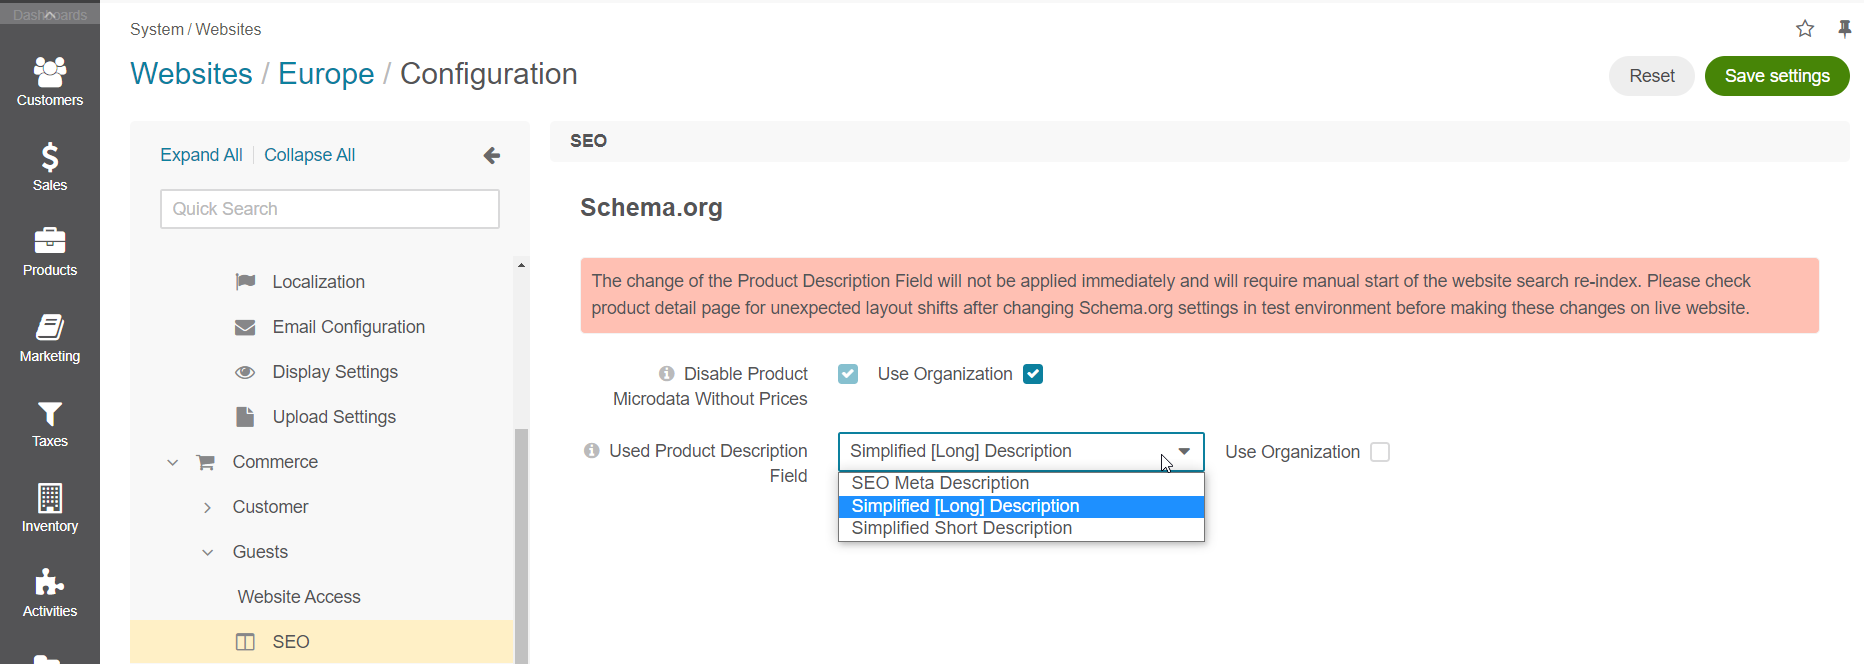 Dashboards
Customers
Sales
Products
Marketing
Taxes
Inventory
Activities
System / Websites
Websites / Europe / Configuration
Reset
Save settings
Expand All
Collapse All
Quick Search
Localization
Email Configuration
Display Settings
Upload Settings
Commerce
Customer
Guests
Website Access
SEO
SEO
Schema.org
The change of the Product Description Field will not be applied immediately and will require manual start of the website search re-index. Please check
product detail page for unexpected layout shifts after changing Schema.org settings in test environment before making these changes on live website.
Disable Product
Microdata Without Prices
Use Organization
Used Product Description
Field
Simplified [Long] Description
Use Organization
SEO Meta Description
Simplified [Long] Description
Simplified Short Description